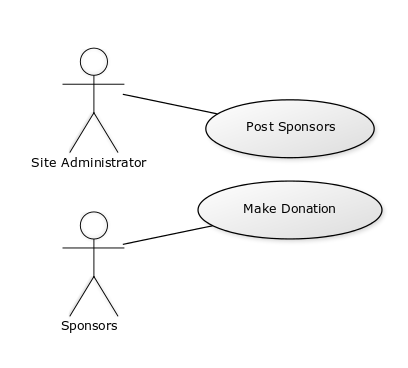 Post Sponsors
Site Administrator
Make Donation
Sponsors